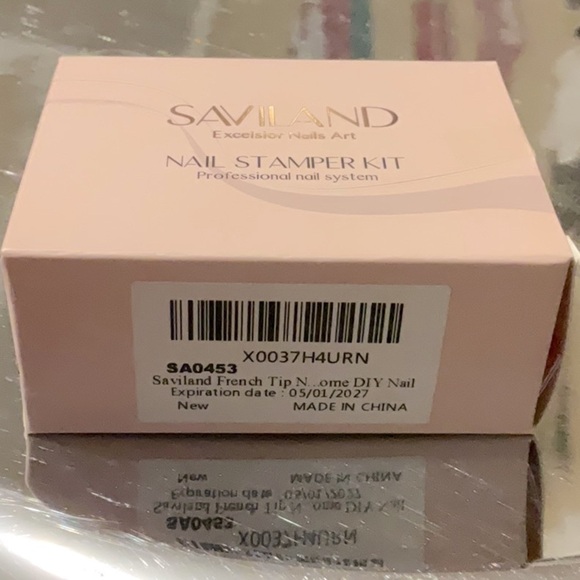 SAVILAND
Excelsior Nails Art
NAIL STAMPER KIT
Professional nail system
X0037H4URN
SA0453
Saviland French Tip N...ome DIY Nail
Expiration date : 05/01/2027
New MADE IN CHINA